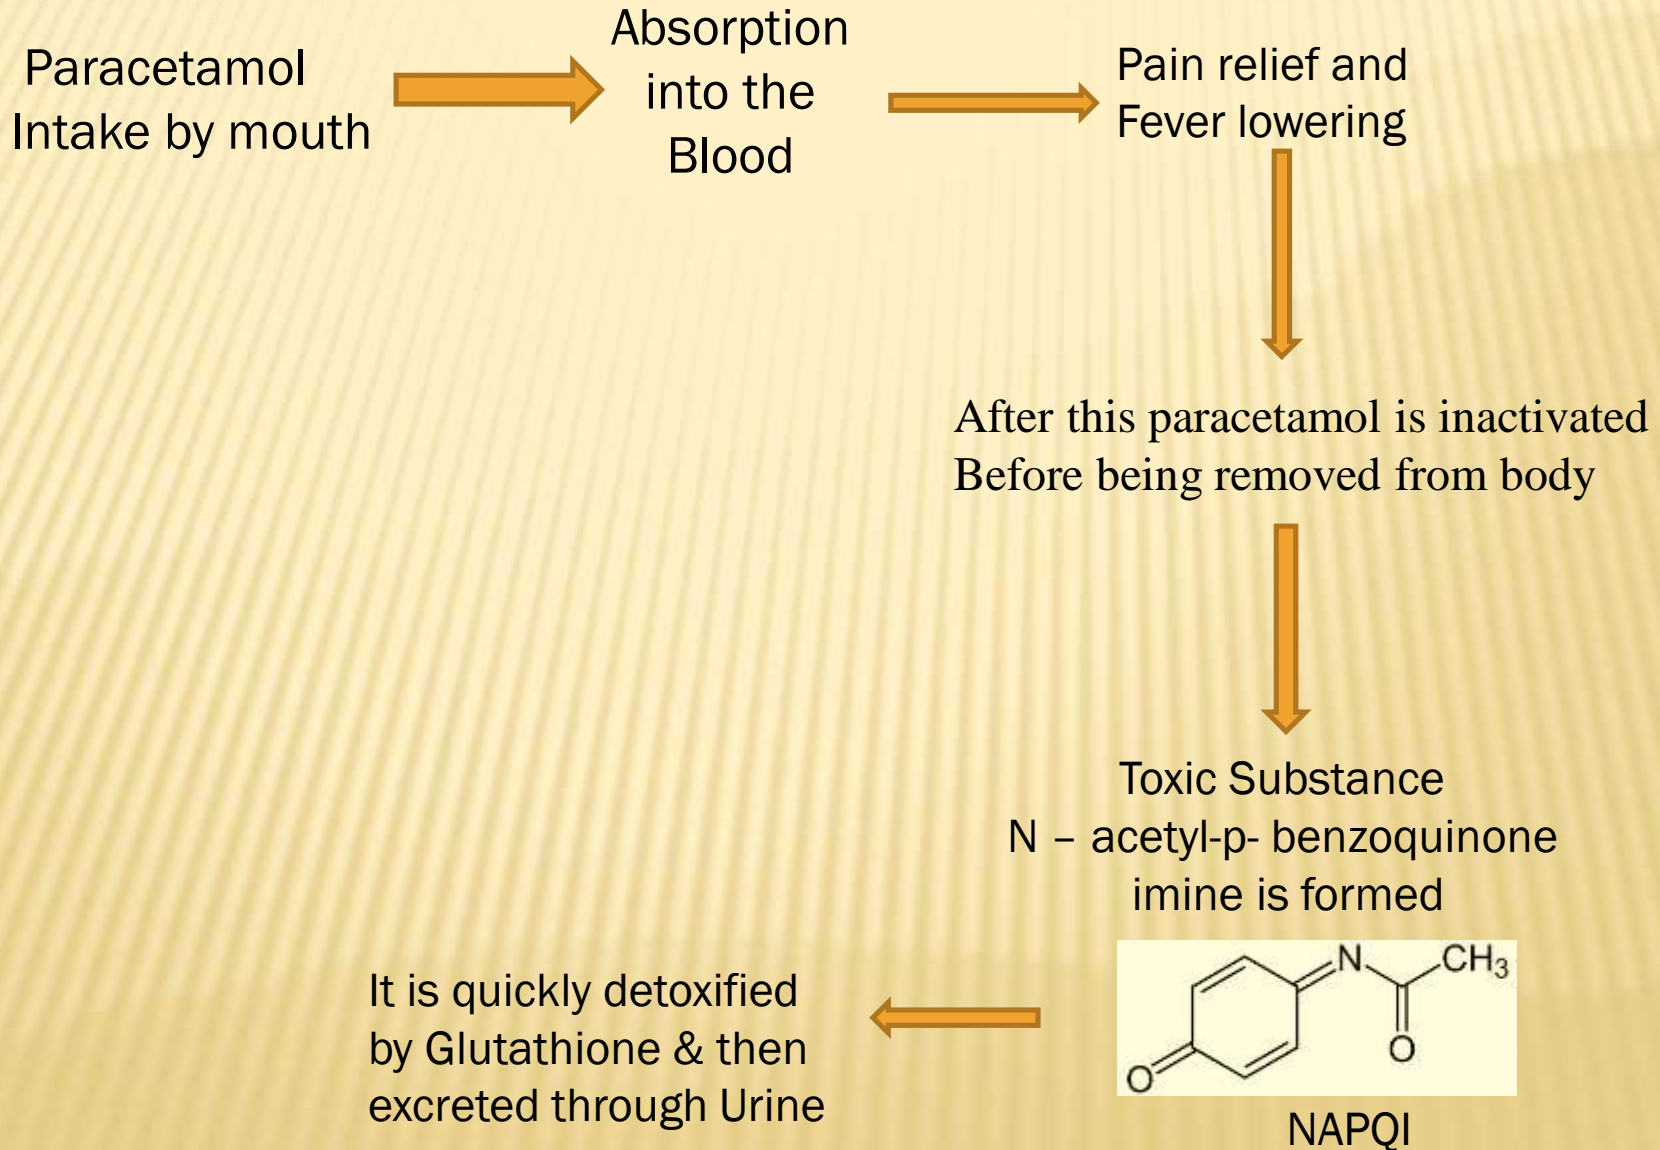 Paracetamol
Intake by mouth
Absorption
into the
Blood
Pain relief and
Fever lowering
After this paracetamol is inactivated
Before being removed from body
Toxic Substance
N – acetyl-p- benzoquinone
imine is formed
N
CH3
O
O
NAPQI
It is quickly detoxified
by Glutathione & then
excreted through Urine